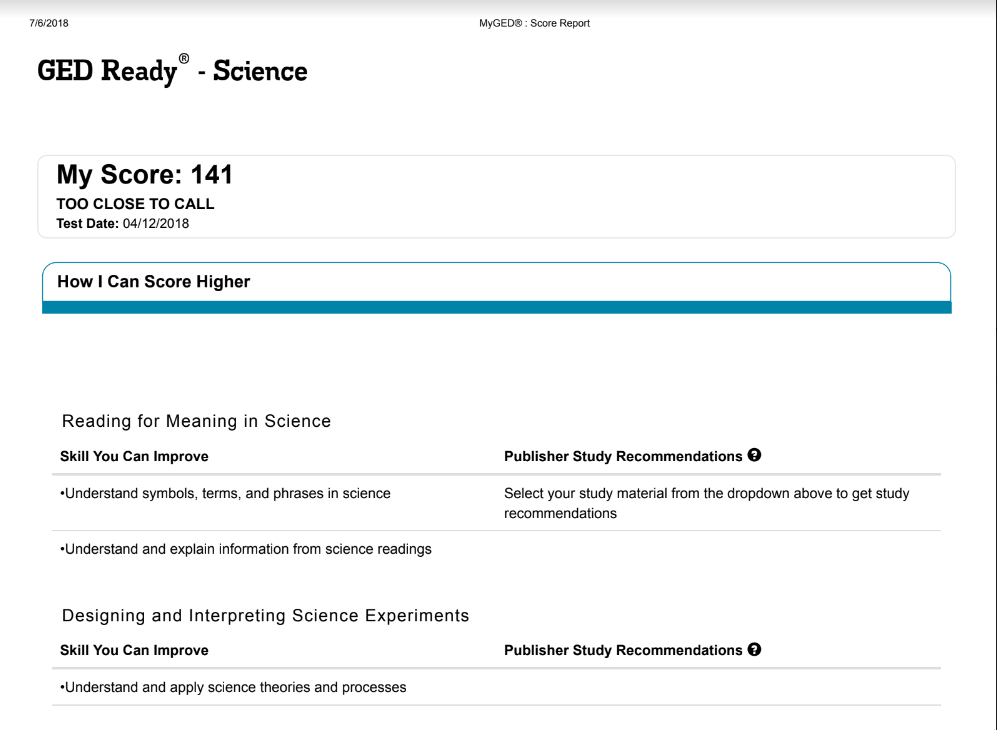 7/6/2018 MyGED® : Score Report
GED Ready® - Science
My Score: 141
TOO CLOSE TO CALL
Test Date: 04/12/2018
How I Can Score Higher
Reading for Meaning in Science
Skill You Can Improve Publisher Study Recommendations ?
•Understand symbols, terms, and phrases in science Select your study material from the dropdown above to get study
recommendations
•Understand and explain information from science readings
Designing and Interpreting Science Experiments
Skill You Can Improve Publisher Study Recommendations ?
•Understand and apply science theories and processes